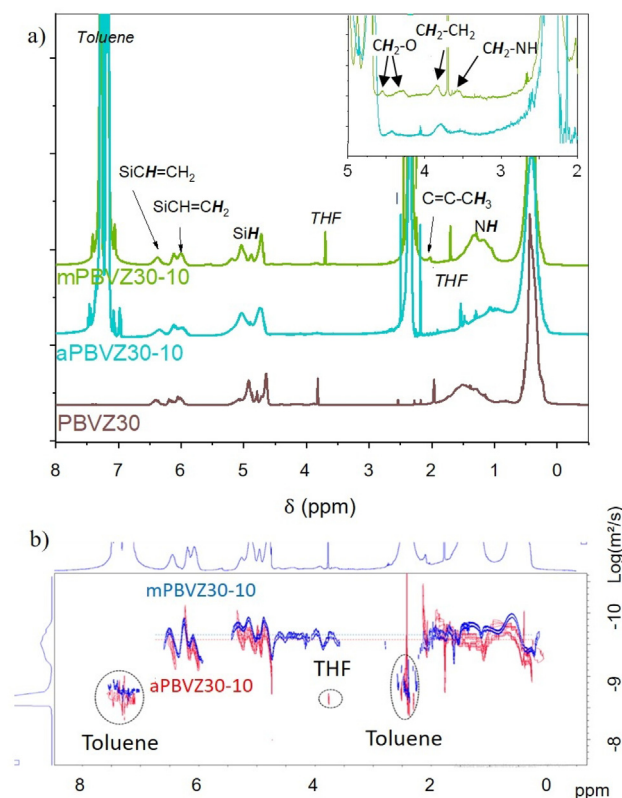 a)
Toluene
CH₂-CH₂
CH₂-O
CH₂-NH
5
4
3
2
SiCH=CH₂
SiCH=CH₂
SiH
THF
C=C-CH₃
NH
THF
mPBVZ30-10
aPBVZ30-10
PBVZ30
8
7
6
5
4
3
2
1
0
δ (ppm)
b)
Log(m²/s)
mPBVZ30-10
-10
THF
aPBVZ30-10
-9
Toluene
Toluene
-8
8
6
4
2
0
ppm